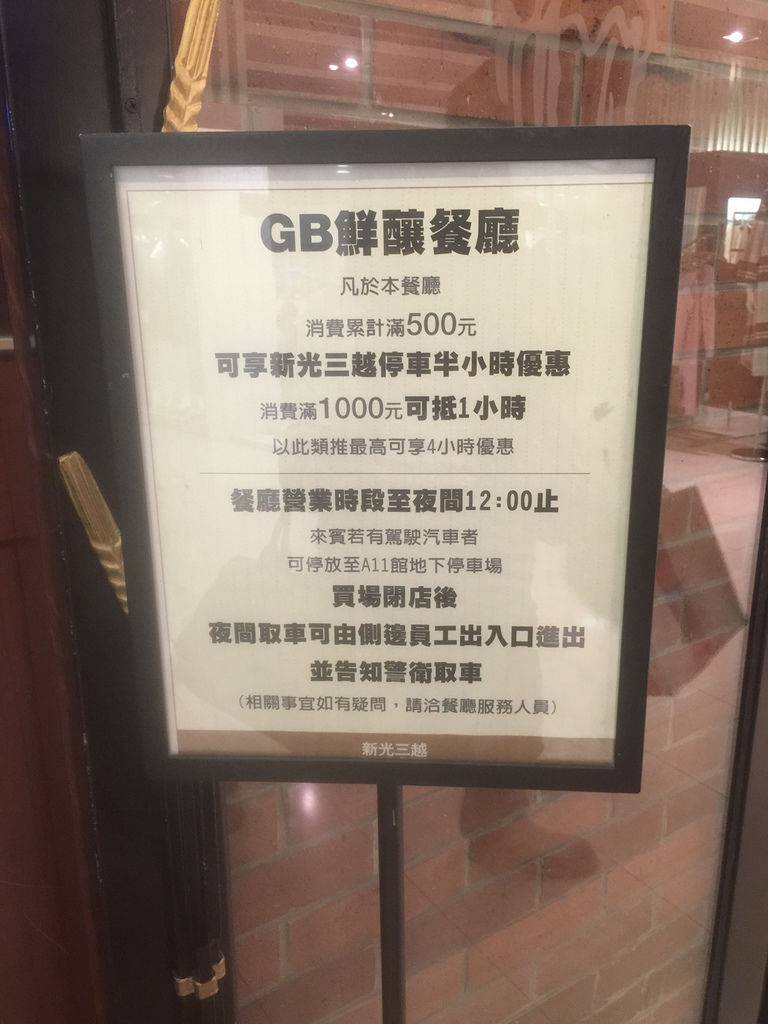 GB鮮釀餐廳
凡於本餐廳
消費累計滿500元
可享新光三越停車半小時優惠
消費滿1000元可抵1小時
以此類推最高可享4小時優惠
餐廳營業時段至夜間12:00止
來賓若有駕駛汽車者
可停放至A11館地下停車場
買場閉店後
夜間取車可由側邊員工出入口進出
並告知警衛取車
(相關事宜如有疑問，請洽餐廳服務人員)
新光三越